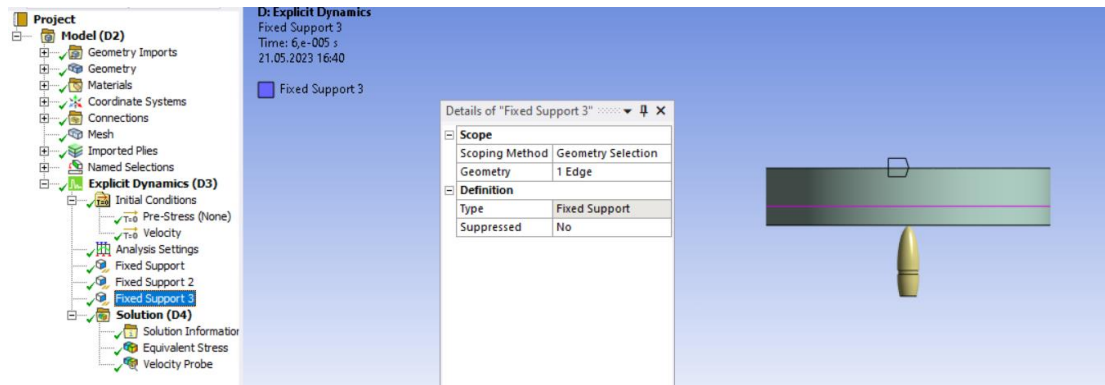 Project
Model (D2)
Geometry Imports
Geometry
Materials
Coordinate Systems
Connections
Mesh
Imported Plies
Named Selections
Explicit Dynamics (D3)
Initial Conditions
T=0 Pre-Stress (None)
T=0 Velocity
Analysis Settings
Fixed Support
Fixed Support 2
Fixed Support 3
Solution (D4)
Solution Information
Equivalent Stress
Velocity Probe
D: Explicit Dynamics
Fixed Support 3
Time: 6,e-005 s
21.05.2023 16:40
Fixed Support 3
Details of "Fixed Support 3"
Scope
Scoping Method Geometry Selection
Geometry 1 Edge
Definition
Type Fixed Support
Suppressed No